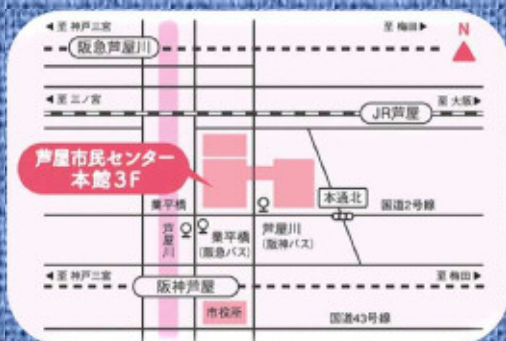 ◀至 神戸三宮
至 梅田▶
N
阪急芦屋川
◀至 三ノ宮
至 大阪▶
JR芦屋
芦屋市民センター
本館3F
本通北
業平橋
国道2号線
芦屋川
業平橋
(阪急バス)
芦屋川
(阪神バス)
◀至 神戸三宮
至 梅田▶
阪神芦屋
市役所
国道43号線